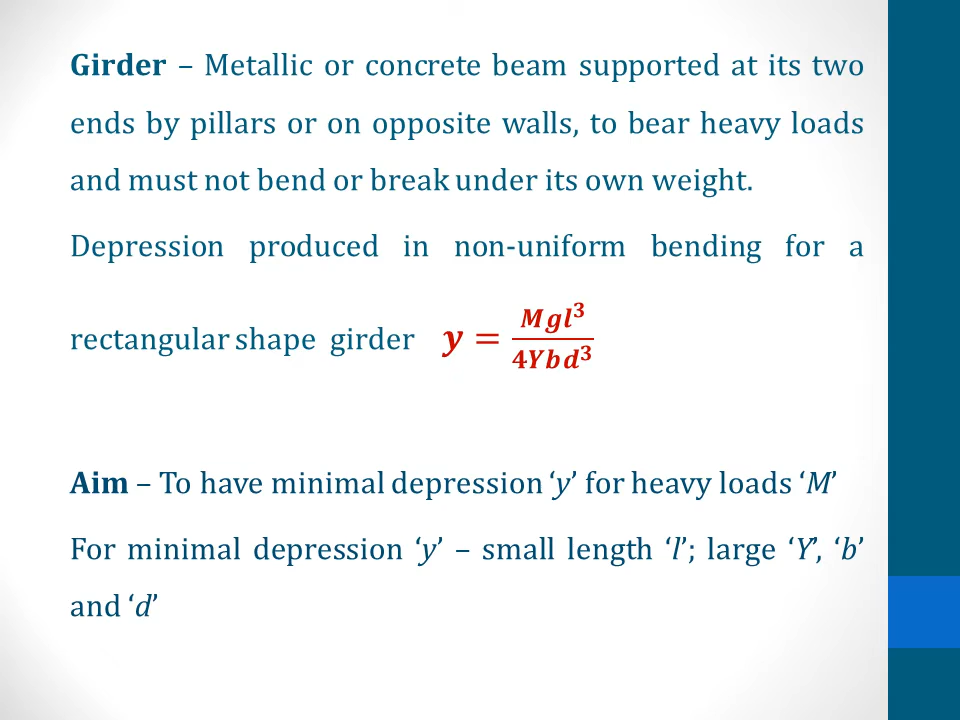 Girder – Metallic or concrete beam supported at its two
ends by pillars or on opposite walls, to bear heavy loads
and must not bend or break under its own weight.
Depression produced in non-uniform bending for a
rectangular shape girder y = Mgl³/4Ybd³
Aim – To have minimal depression ‘y’ for heavy loads ‘M’
For minimal depression ‘y’ – small length ‘l’; large ‘Y’, ‘b’
and ‘d’